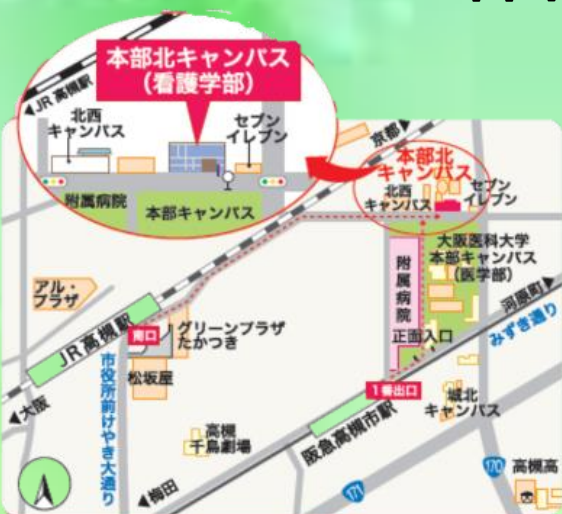 本部北キャンパス
（看護学部）
JR 高槻駅
北西
キャンパス
セブン
イレブン
附属病院
本部キャンパス
京都
本部北
キャンパス
北西
キャンパス
セブン
イレブン
大阪医科大学
本部キャンパス
（医学部）
附属病院
正面入口
河原町
みずき通り
アル・
プラザ
JR 高槻駅
南口
グリーンプラザ
たかつき
松坂屋
市役所前けやき大通り
大阪
1番出口
城北
キャンパス
阪急高槻市駅
高槻
千鳥劇場
梅田
171
170
高槻高